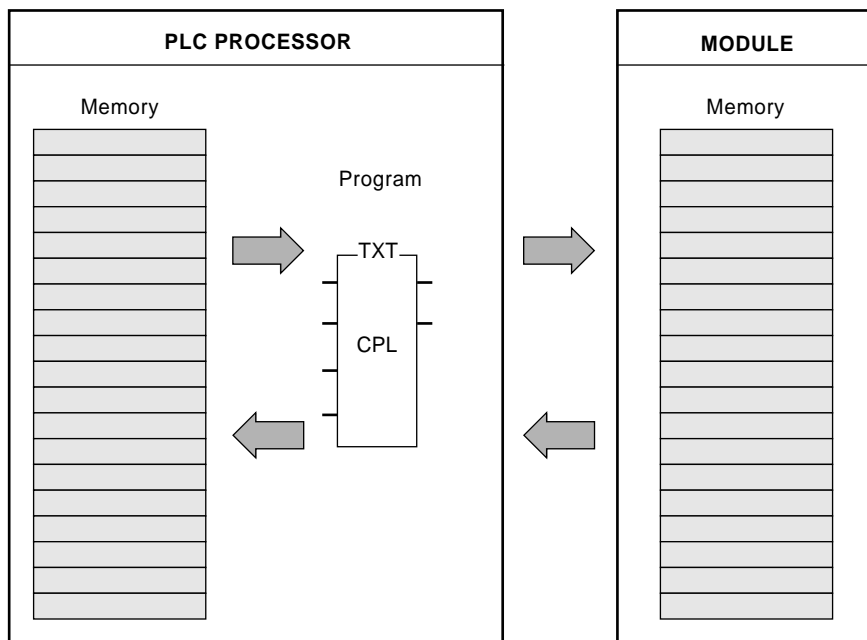 PLC PROCESSOR
MODULE
Memory
Program
TXT
CPL
Memory